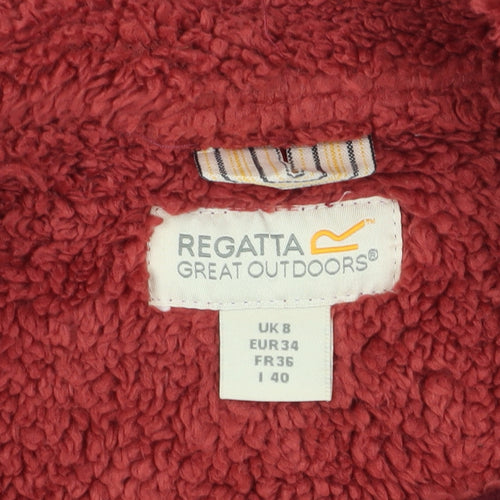 REGATTA
GREAT OUTDOORS®
UK 8
EUR 34
FR 36
I 40